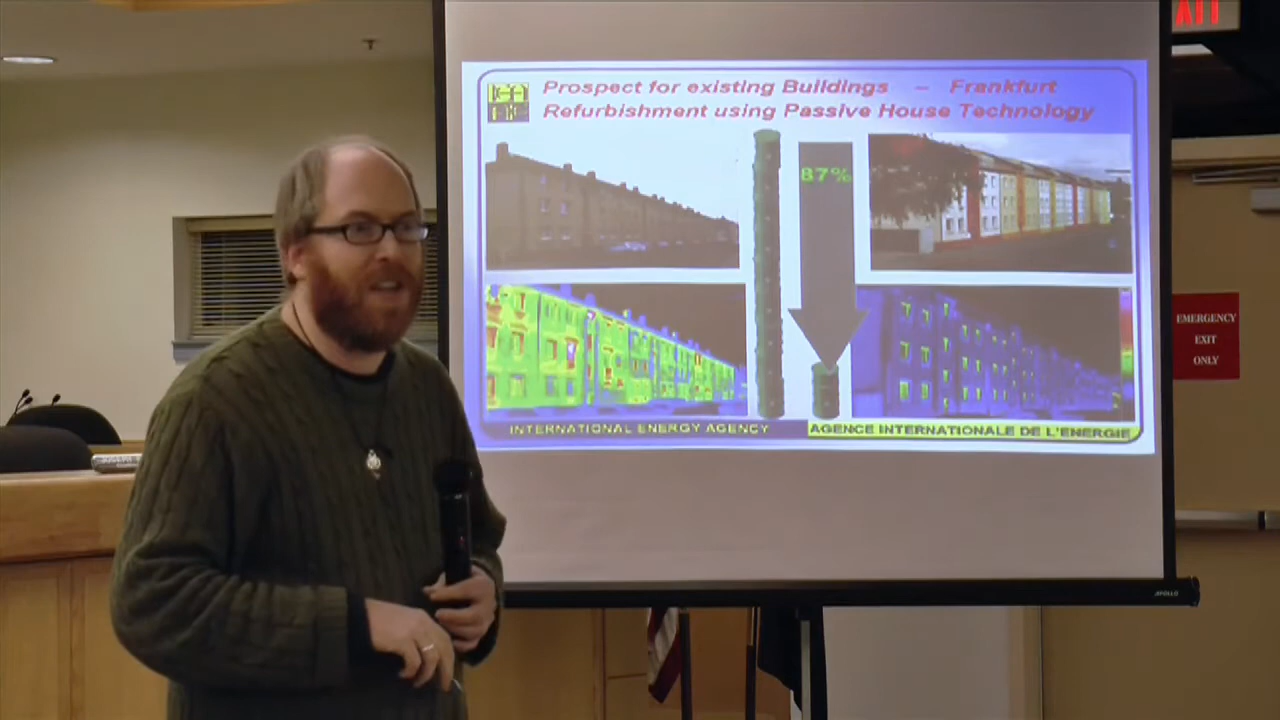 EXIT
Prospect for existing Buildings – Frankfurt
Refurbishment using Passive House Technology
87%
INTERNATIONAL ENERGY AGENCY
AGENCE INTERNATIONALE DE L'ENERGIE
EMERGENCY
EXIT
ONLY
APOLLO